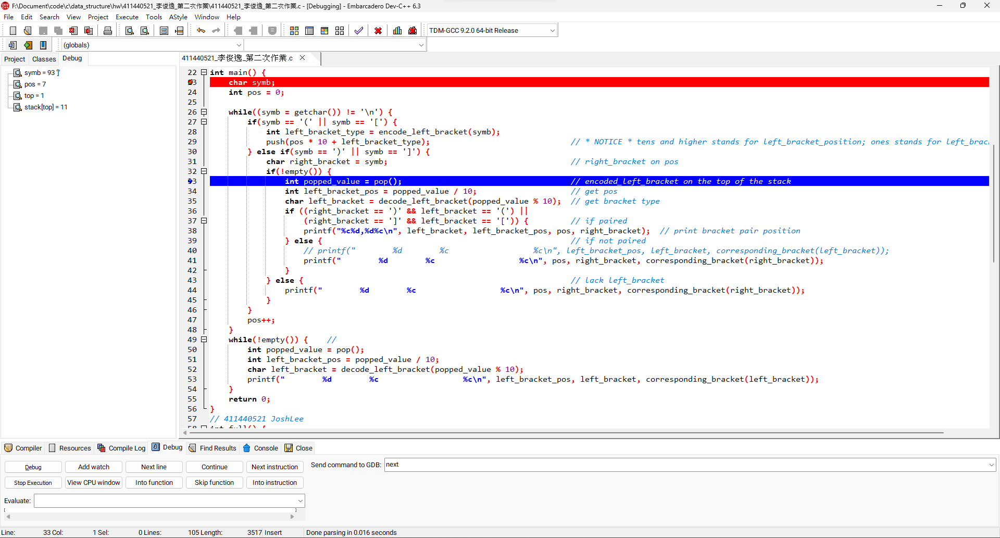 F:\Document\code\c\data_structure\hw\411440521_李俊逸_第二次作業\411440521_李俊逸_第二次作業.c - [Debugging] - Embarcadero Dev-C++ 6.3
File Edit Search View Project Execute Tools AStyle Window Help
TDM-GCC 9.2.0 64-bit Release
(globals)
Project Classes Debug
symb = 93 ']'
pos = 7
top = 1
stack[top] = 11
411440521_李俊逸_第二次作業.c
22 int main() {
23     char symb;
24     int pos = 0;
25
26     while((symb = getchar()) != '\n') {
27         if(symb == '(' || symb == '[') {
28             int left_bracket_type = encode_left_bracket(symb);
29             push(pos * 10 + left_bracket_type); // * NOTICE * tens and higher stands for left_bracket_position; ones stands for left_brac
30         } else if(symb == ')' || symb == ']') {
31             char right_bracket = symb; // right_bracket on pos
32             if(!empty()) {
33                 int popped_value = pop(); // encoded_left_bracket on the top of the stack
34                 int left_bracket_pos = popped_value / 10; // get pos
35                 char left_bracket = decode_left_bracket(popped_value % 10); // get bracket type
36                 if ((right_bracket == ')' && left_bracket == '(') ||
37                     (right_bracket == ']' && left_bracket == '[')) { // if paired
38                     printf("%c%d,%d%c\n", left_bracket, left_bracket_pos, pos, right_bracket); // print bracket pair position
39                 } else { // if not paired
40                     // printf("        %d        %c                  %c\n", left_bracket_pos, left_bracket, corresponding_bracket(left_bracket));
41                     printf("        %d        %c                  %c\n", pos, right_bracket, corresponding_bracket(right_bracket));
42                 }
43             } else { // lack left_bracket
44                 printf("        %d        %c                  %c\n", pos, right_bracket, corresponding_bracket(right_bracket));
45             }
46         }
47         pos++;
48     }
49     while(!empty()) {    //
50         int popped_value = pop();
51         int left_bracket_pos = popped_value / 10;
52         char left_bracket = decode_left_bracket(popped_value % 10);
53         printf("        %d        %c                  %c\n", left_bracket_pos, left_bracket, corresponding_bracket(left_bracket));
54     }
55     return 0;
56 }
57 // 411440521 JoshLee
58 int full() {
Compiler Resources Compile Log Debug Find Results Console Close
Debug Add watch Next line Continue Next instruction Send command to GDB: next
Stop Execution View CPU window Into function Skip function Into instruction
Evaluate:
Line: 33 Col: 1 Sel: 0 Lines: 105 Length: 3517 Insert Done parsing in 0.016 seconds